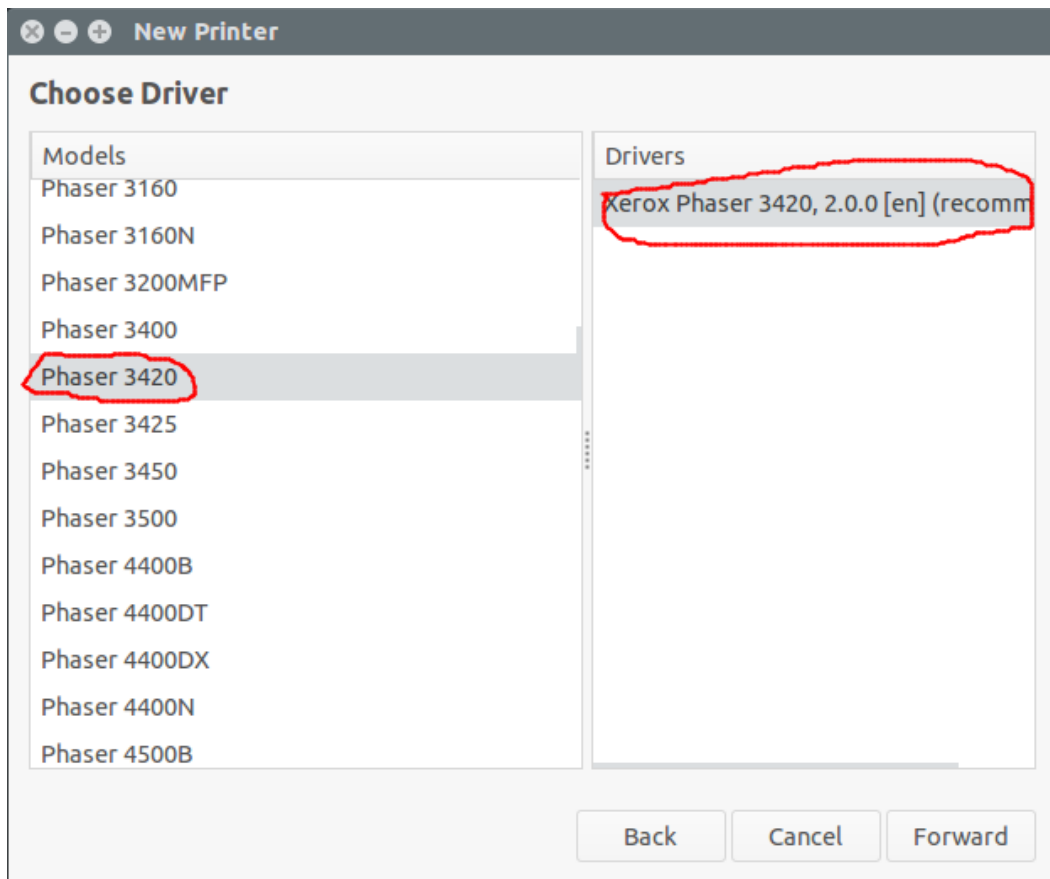 New Printer
Choose Driver
Models
Phaser 3160
Phaser 3160N
Phaser 3200MFP
Phaser 3400
Phaser 3420
Phaser 3425
Phaser 3450
Phaser 3500
Phaser 4400B
Phaser 4400DT
Phaser 4400DX
Phaser 4400N
Phaser 4500B
Drivers
Xerox Phaser 3420, 2.0.0 [en] (recomm
Back
Cancel
Forward